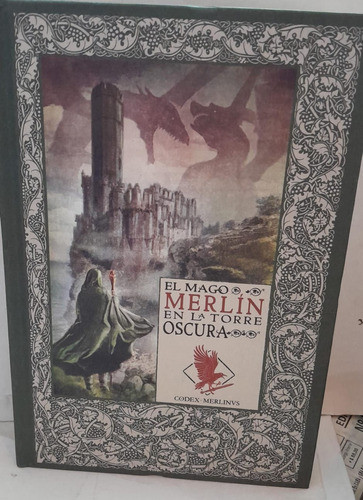 EL MAGO
MERLÍN
EN LA TORRE
OSCURA
CODEX · MERLINVS